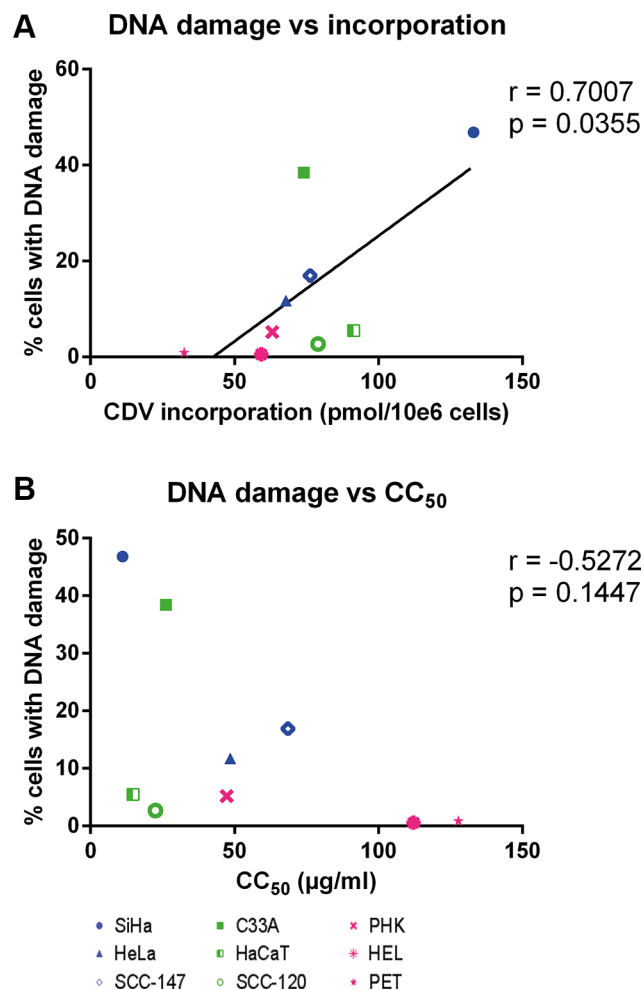 A
DNA damage vs incorporation
60
40
20
0
% cells with DNA damage
r = 0.7007
p = 0.0355
0 50 100 150
CDV incorporation (pmol/10e6 cells)
B
DNA damage vs CC50
50
40
30
20
10
0
% cells with DNA damage
r = -0.5272
p = 0.1447
0 50 100 150
CC50 (µg/ml)
SiHa C33A PHK
HeLa HaCaT HEL
SCC-147 SCC-120 PET